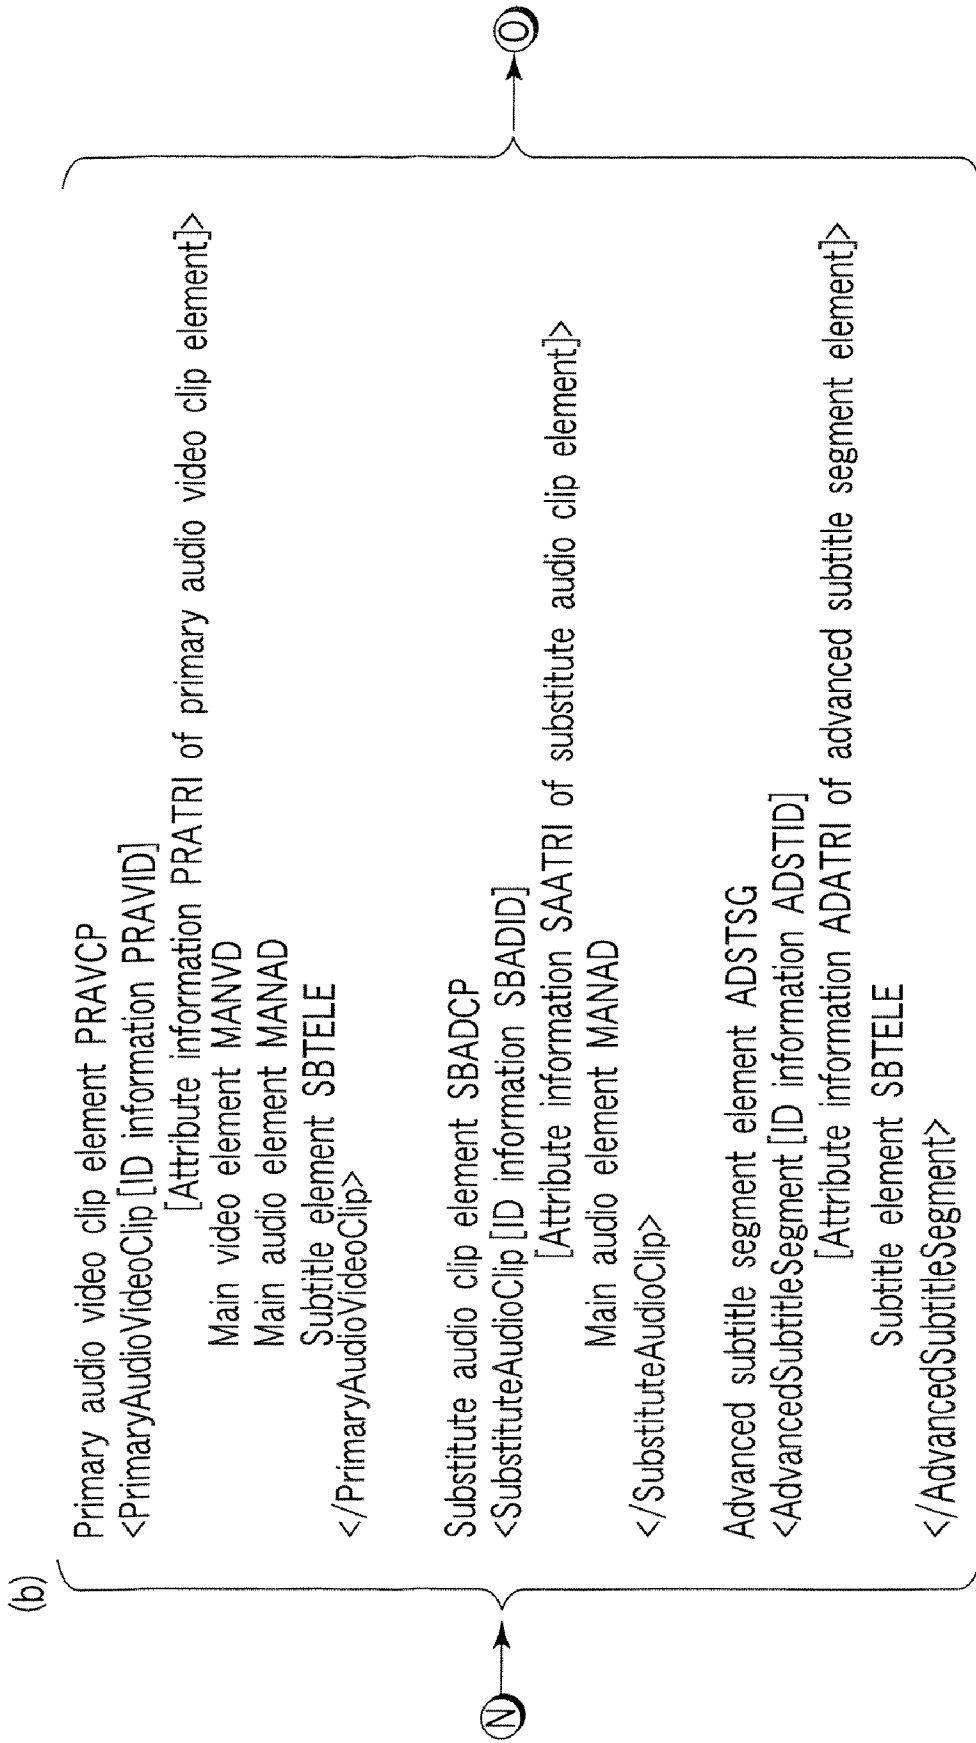 (b)
Primary audio video clip element PRAVCP
<PrimaryAudioVideoClip [ID information PRAVID]
[Attribute information PRATRI of primary audio video clip element]>
Main video element MANVD
Main audio element MANAD
Subtitle element SBTELE
</PrimaryAudioVideoClip>
Substitute audio clip element SBADCP
<SubstituteAudioClip [ID information SBADID]
[Attribute information SAATRI of substitute audio clip element]>
Main audio element MANAD
</SubstituteAudioClip>
Advanced subtitle segment element ADSTSG
<AdvancedSubtitleSegment [ID information ADSTID]
[Attribute information ADATRI of advanced subtitle segment element]>
Subtitle element SBTELE
</AdvancedSubtitleSegment>
N
O